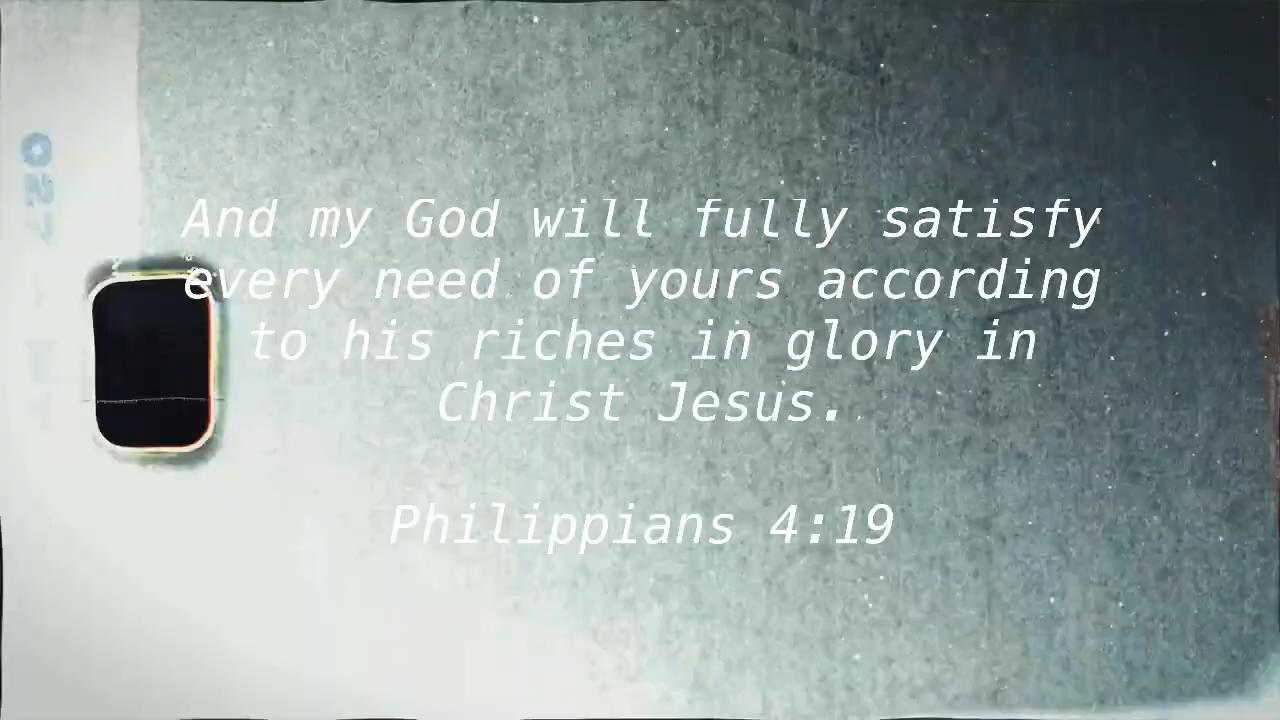 027
And my God will fully satisfy
every need of yours according
to his riches in glory in
Christ Jesus.
Philippians 4:19